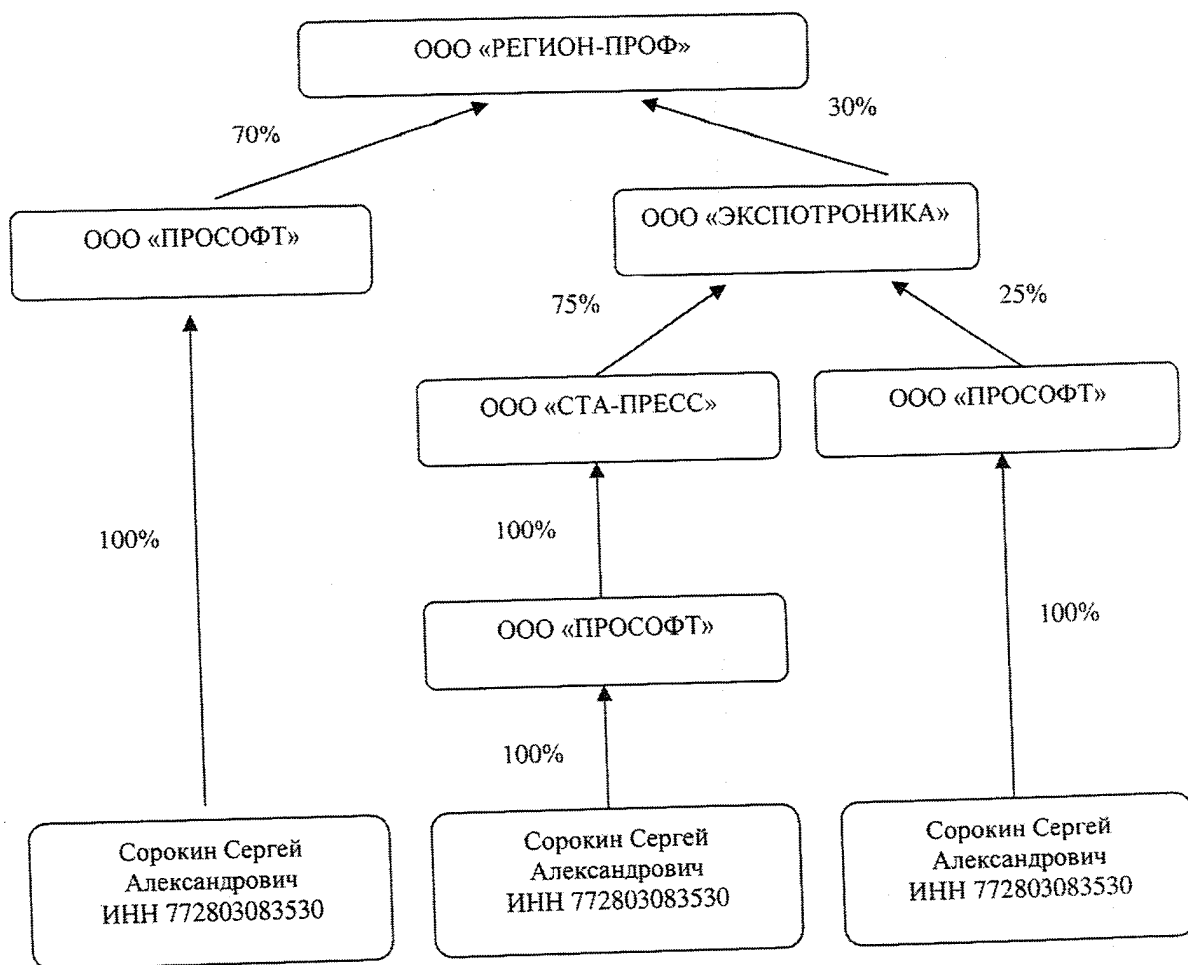 ООО «РЕГИОН-ПРОФ»
70%
30%
ООО «ПРОСОФТ»
ООО «ЭКСПОТРОНИКА»
75%
25%
ООО «СТА-ПРЕСС»
ООО «ПРОСОФТ»
100%
100%
100%
ООО «ПРОСОФТ»
100%
Сорокин Сергей
Александрович
ИНН 772803083530
Сорокин Сергей
Александрович
ИНН 772803083530
Сорокин Сергей
Александрович
ИНН 772803083530